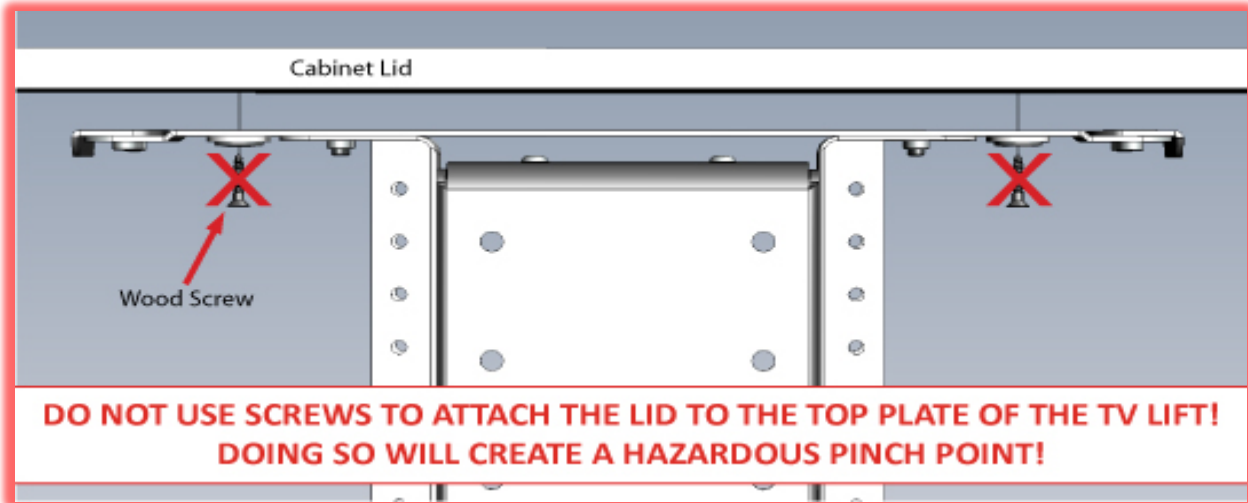 Cabinet Lid
Wood Screw
DO NOT USE SCREWS TO ATTACH THE LID TO THE TOP PLATE OF THE TV LIFT!
DOING SO WILL CREATE A HAZARDOUS PINCH POINT!